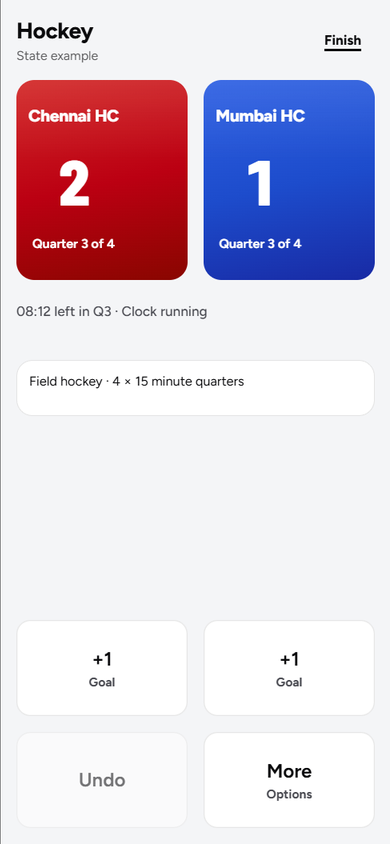 Hockey
State example
Finish
Chennai HC
2
Quarter 3 of 4
Mumbai HC
1
Quarter 3 of 4
08:12 left in Q3 · Clock running
Field hockey · 4 × 15 minute quarters
+1
Goal
+1
Goal
Undo
More
Options